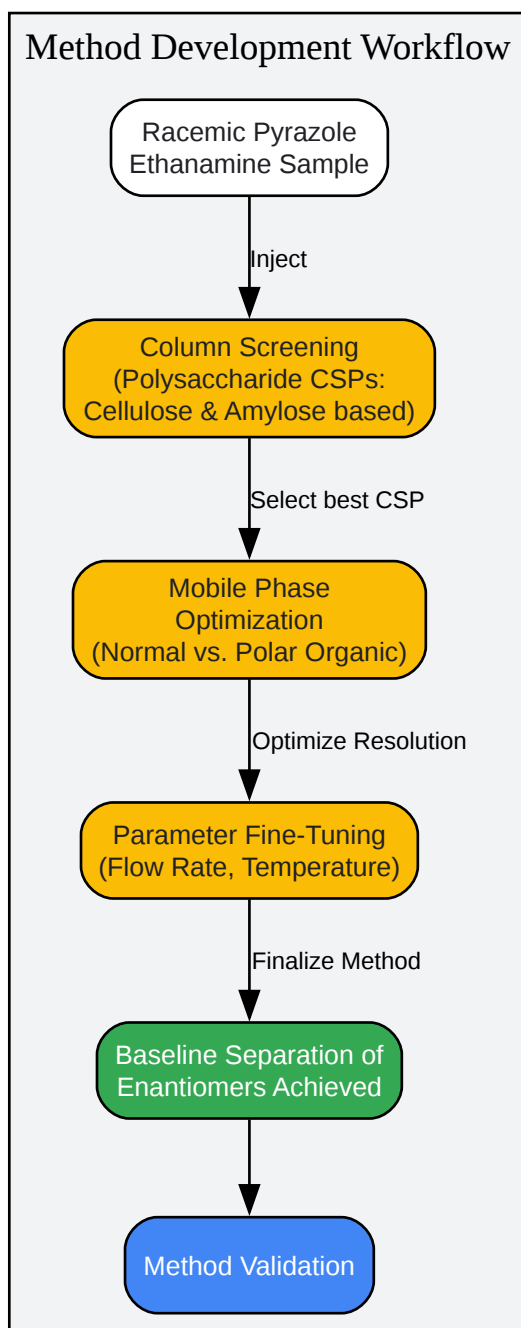 Method Development Workflow
Racemic Pyrazole
Ethanamine Sample
Inject
Column Screening
(Polysaccharide CSPs:
Cellulose & Amylose based)
Select best CSP
Mobile Phase
Optimization
(Normal vs. Polar Organic)
Optimize Resolution
Parameter Fine-Tuning
(Flow Rate, Temperature)
Finalize Method
Baseline Separation of
Enantiomers Achieved
Method Validation